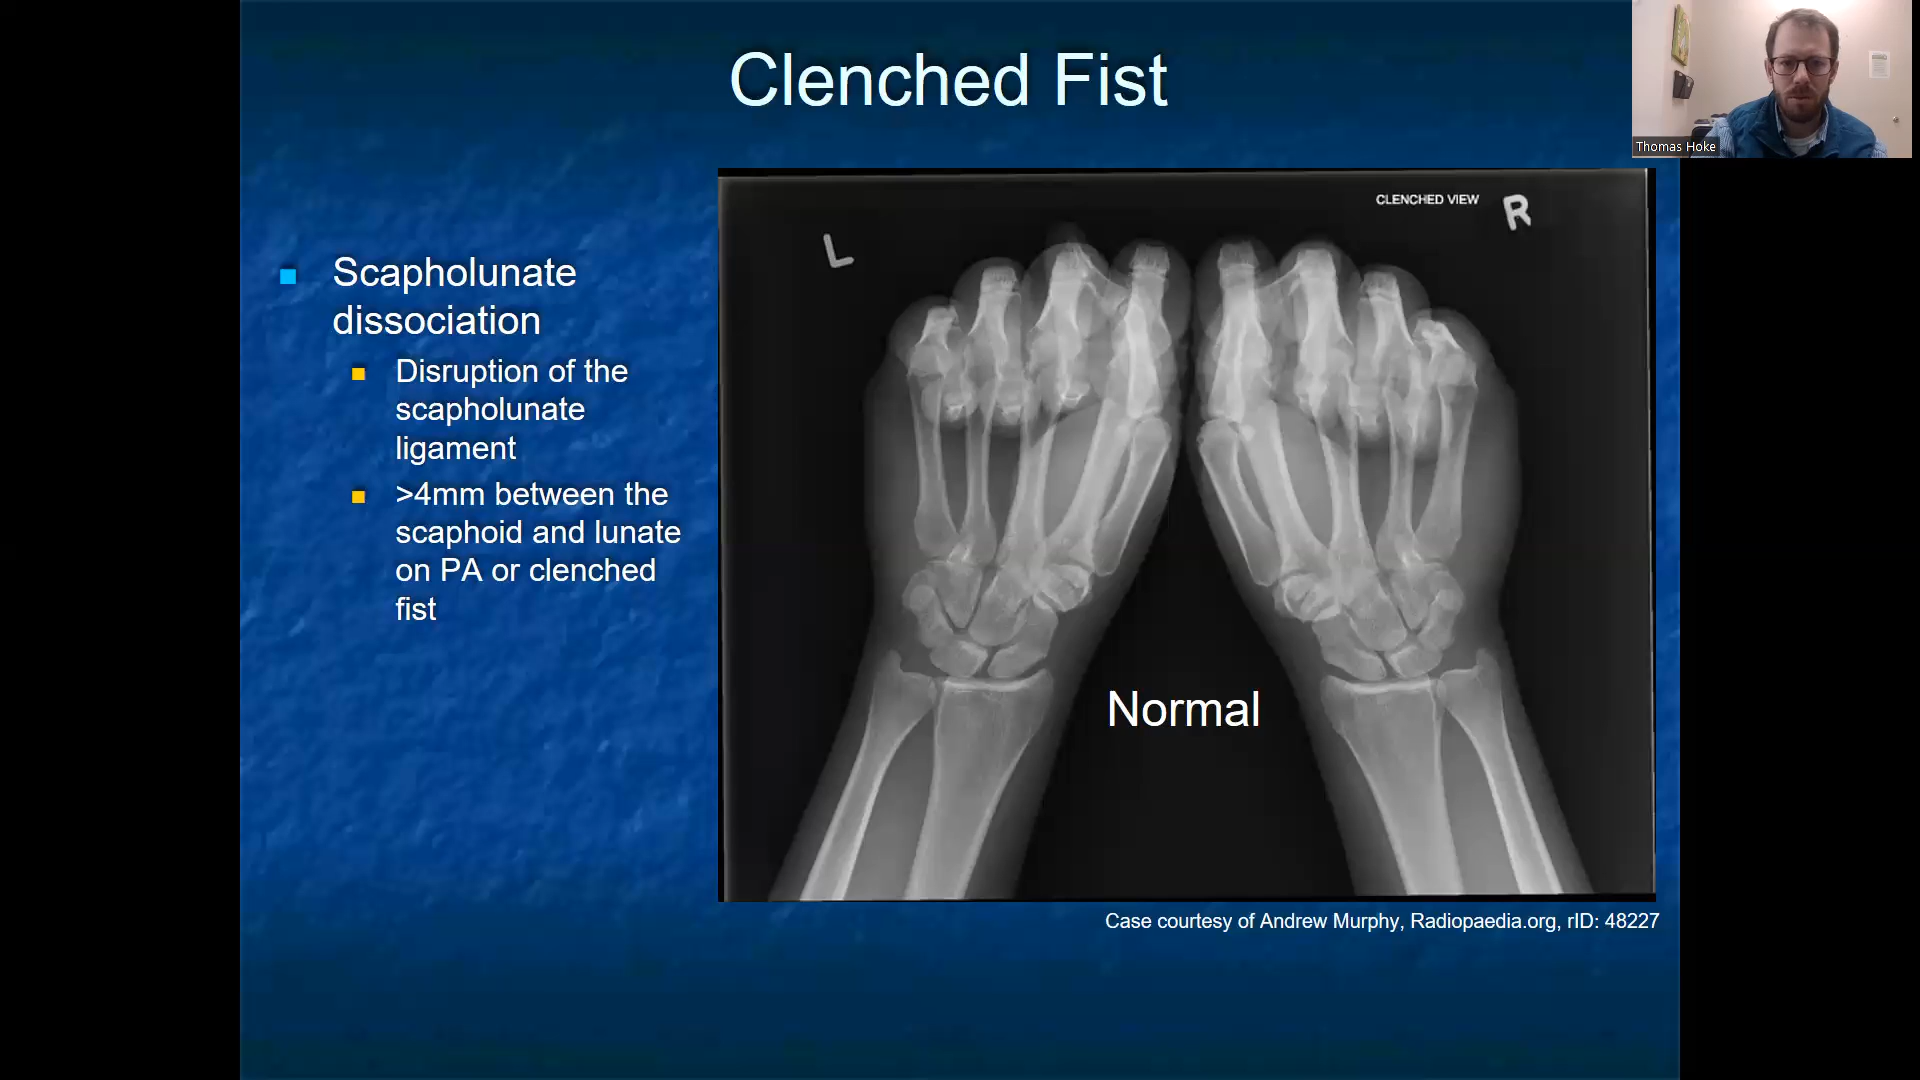 Clenched Fist
Thomas Hoke
Scapholunate
dissociation
Disruption of the
scapholunate
ligament
>4mm between the
scaphoid and lunate
on PA or clenched
fist
CLENCHED VIEW
R
L
Normal
Case courtesy of Andrew Murphy, Radiopaedia.org, rID: 48227